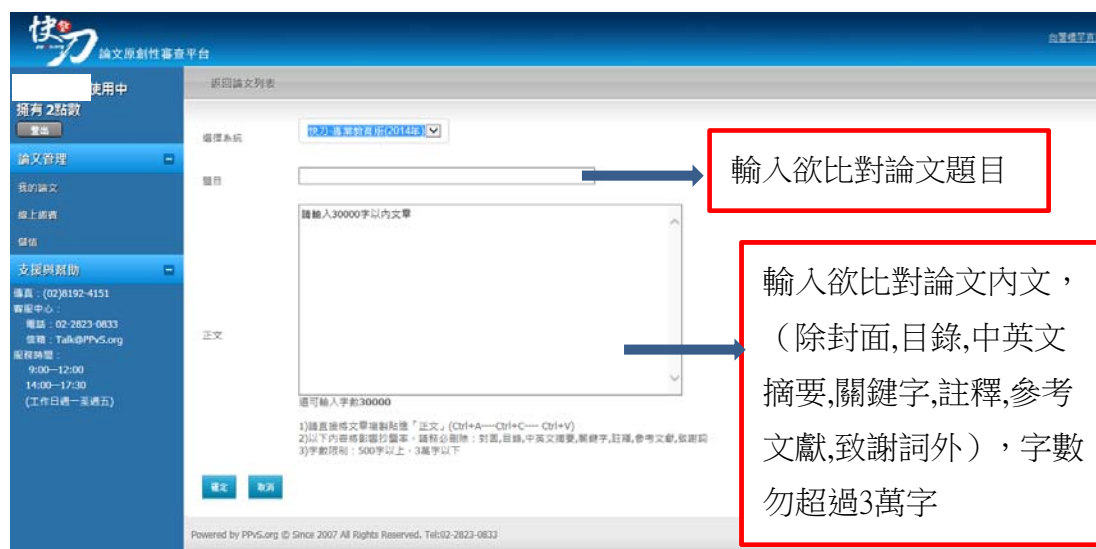 快刀
論文原創性審查平台
使用中
擁有 2點數
登出
論文管理
我的論文
線上繳費
儲值
支援與幫助
傳真:(02)8192-4151
客服中心:
電話:02-2823-0833
信箱:Talk@PPvS.org
服務時間:
9:00—12:00
14:00—17:30
(工作日週一至週五)
返回論文列表
選擇系統
快刀-專業教育版(2014年)
題目
輸入欲比對論文題目
請輸入30000字以內文章
正文
輸入欲比對論文內文,
(除封面,目錄,中英文
摘要,關鍵字,註釋,參考
文獻,致謝詞外),字數
勿超過3萬字
還可輸入字數30000
1)請直接將文章複製貼進「正文」(Ctrl+A----Ctrl+C---- Ctrl+V)
2)以下內容將影響抄襲率,請務必刪除:封面,目錄,中英文摘要,關鍵字,註釋,參考文獻,致謝詞
3)字數限制:500字以上,3萬字以下
確定
取消
Powered by PPvS.org © Since 2007 All Rights Reserved. Tel:02-2823-0833